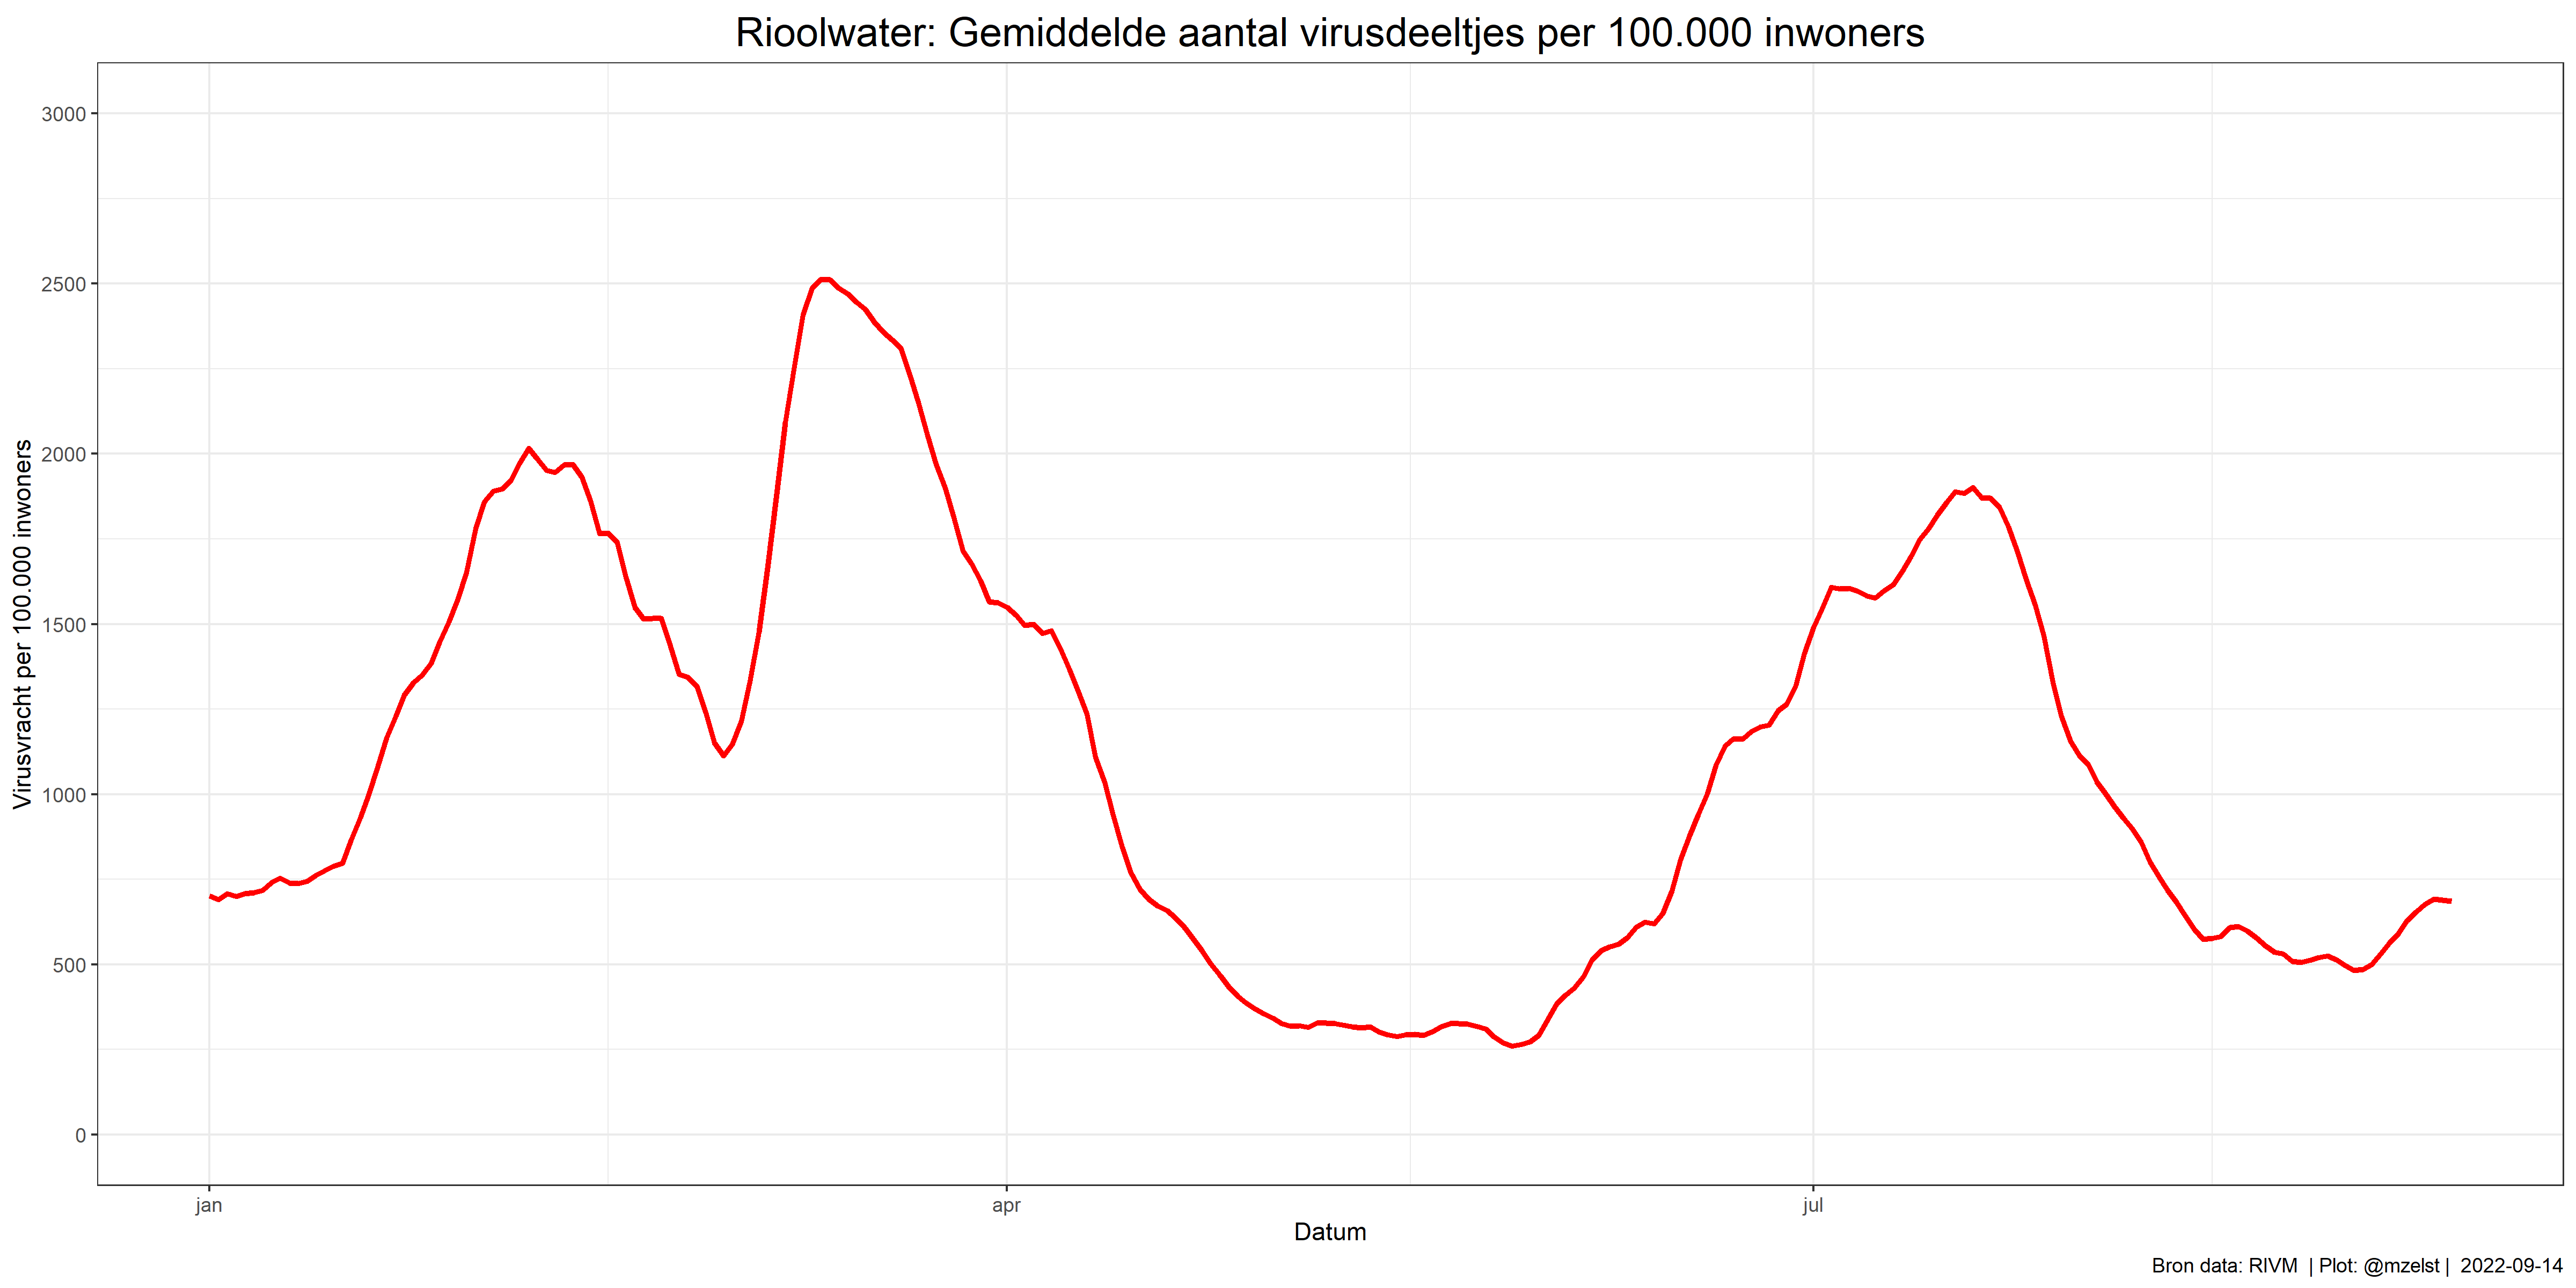 Rioolwater: Gemiddelde aantal virusdeeltjes per 100.000 inwoners
Virusvracht per 100.000 inwoners
3000
2500
2000
1500
1000
500
0
jan apr jul
Datum
Bron data: RIVM | Plot: @mzelst | 2022-09-14